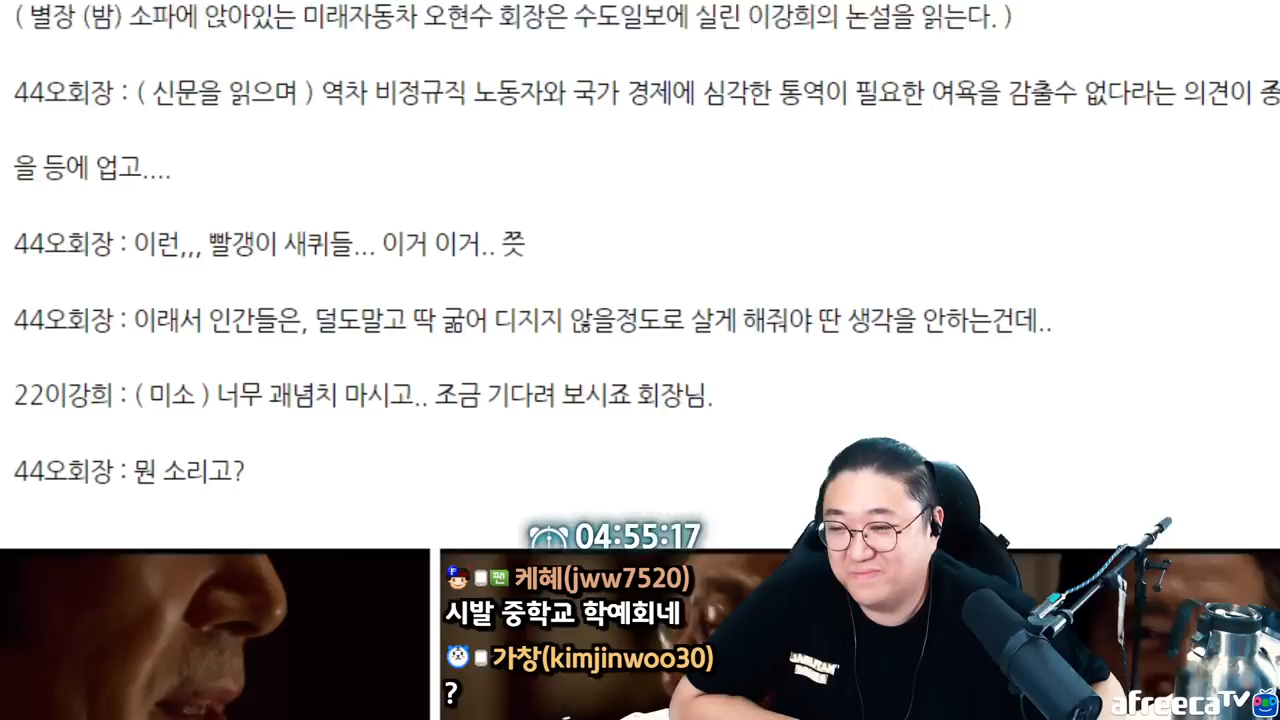 ( 별장 (밤) 소파에 앉아있는 미래자동차 오현수 회장은 수도일보에 실린 이강희의 논설을 읽는다. )
44오회장 : ( 신문을 읽으며 ) 역차 비정규직 노동자와 국가 경제에 심각한 통역이 필요한 여욕을 감출수 없다라는 의견이
을 등에 업고....
44오회장 : 이런,,, 빨갱이 새퀴들... 이거 이거.. 쯧
44오회장 : 이래서 인간들은, 덜도말고 딱 굶어 디지지 않을정도로 살게 해줘야 딴 생각을 안하는건데..
22이강희 : ( 미소 ) 너무 괘념치 마시고.. 조금 기다려 보시죠 회장님.
44오회장 : 뭔 소리고?
04:55:17
팬 케혜(jww7520)
시발 중학교 학예회네
가창(kimjinwoo30)
?
afreecaTV